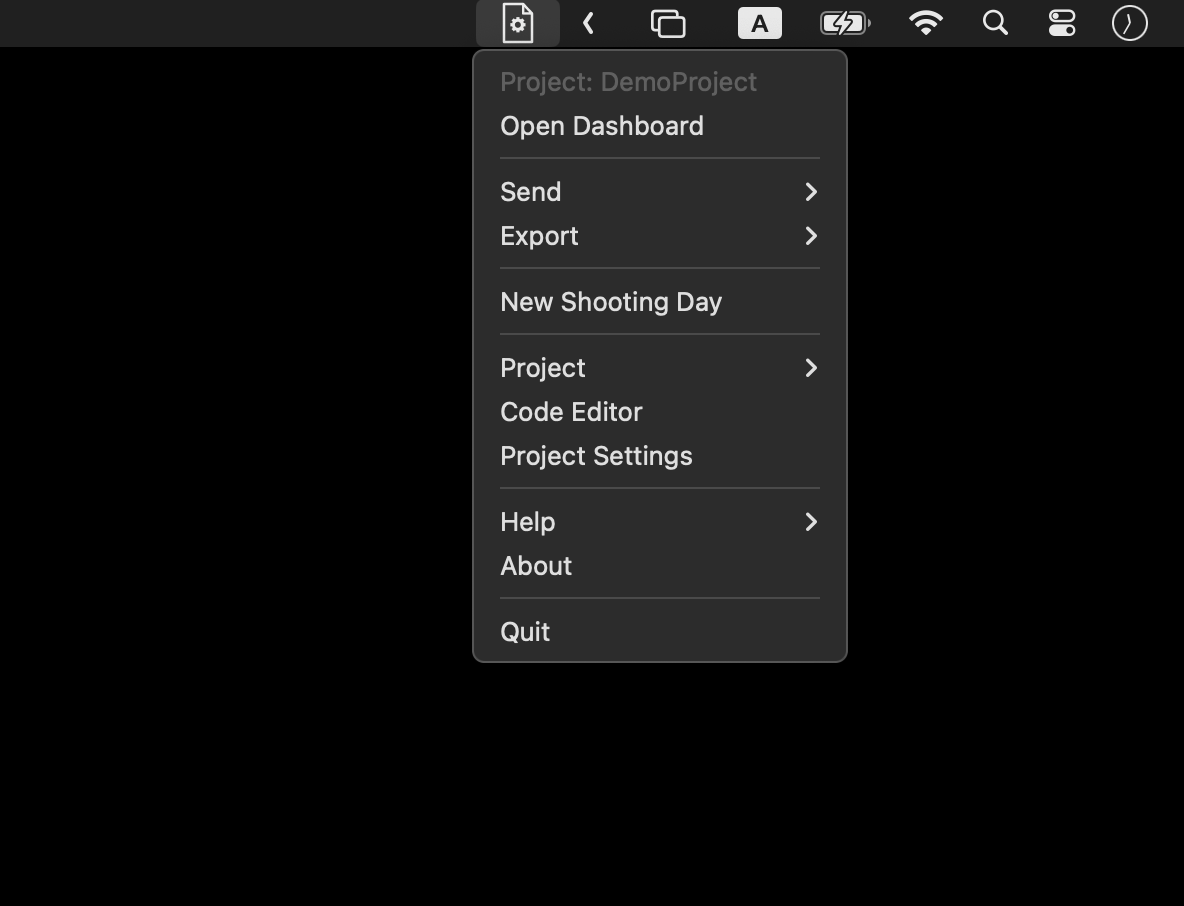 A
Project: DemoProject
Open Dashboard
Send
Export
New Shooting Day
Project
Code Editor
Project Settings
Help
About
Quit